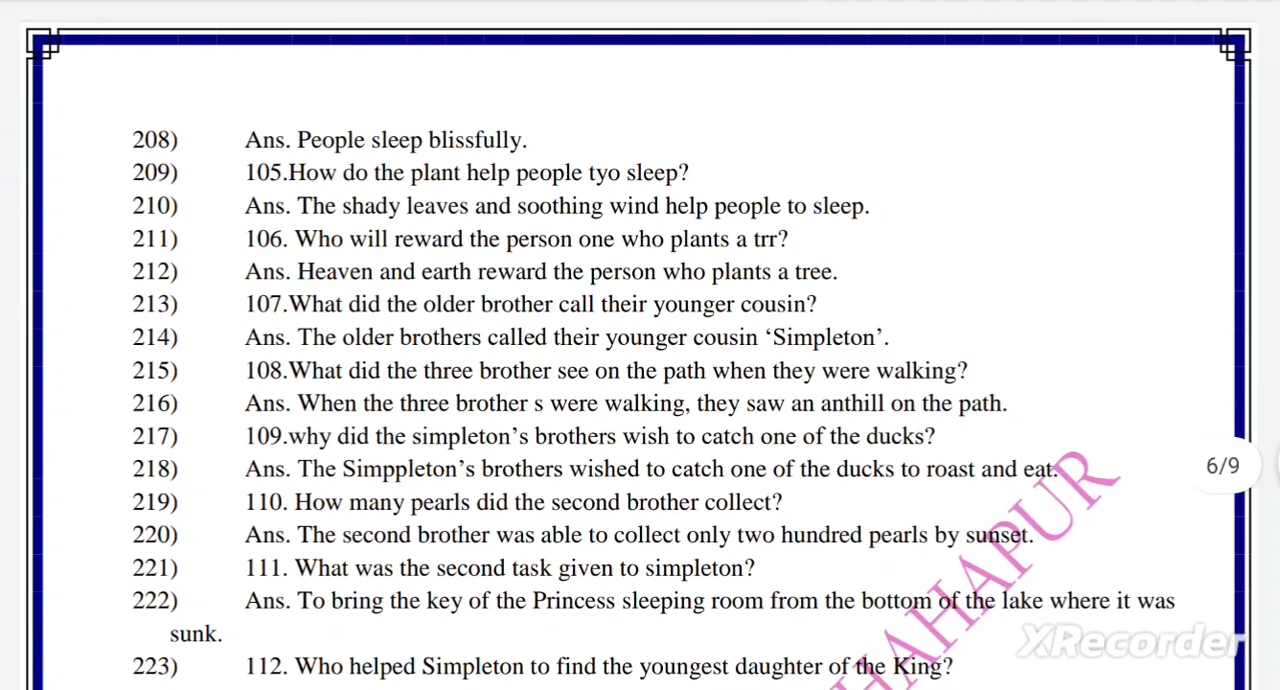 208) Ans. People sleep blissfully.
209) 105.How do the plant help people tyo sleep?
210) Ans. The shady leaves and soothing wind help people to sleep.
211) 106. Who will reward the person one who plants a trr?
212) Ans. Heaven and earth reward the person who plants a tree.
213) 107.What did the older brother call their younger cousin?
214) Ans. The older brothers called their younger cousin ‘Simpleton’.
215) 108.What did the three brother see on the path when they were walking?
216) Ans. When the three brother s were walking, they saw an anthill on the path.
217) 109.why did the simpleton’s brothers wish to catch one of the ducks?
218) Ans. The Simppleton’s brothers wished to catch one of the ducks to roast and eat.
6/9
219) 110. How many pearls did the second brother collect?
220) Ans. The second brother was able to collect only two hundred pearls by sunset.
221) 111. What was the second task given to simpleton?
222) Ans. To bring the key of the Princess sleeping room from the bottom of the lake where it was
sunk.
223) 112. Who helped Simpleton to find the youngest daughter of the King?
HAHAPUR
XRecorder